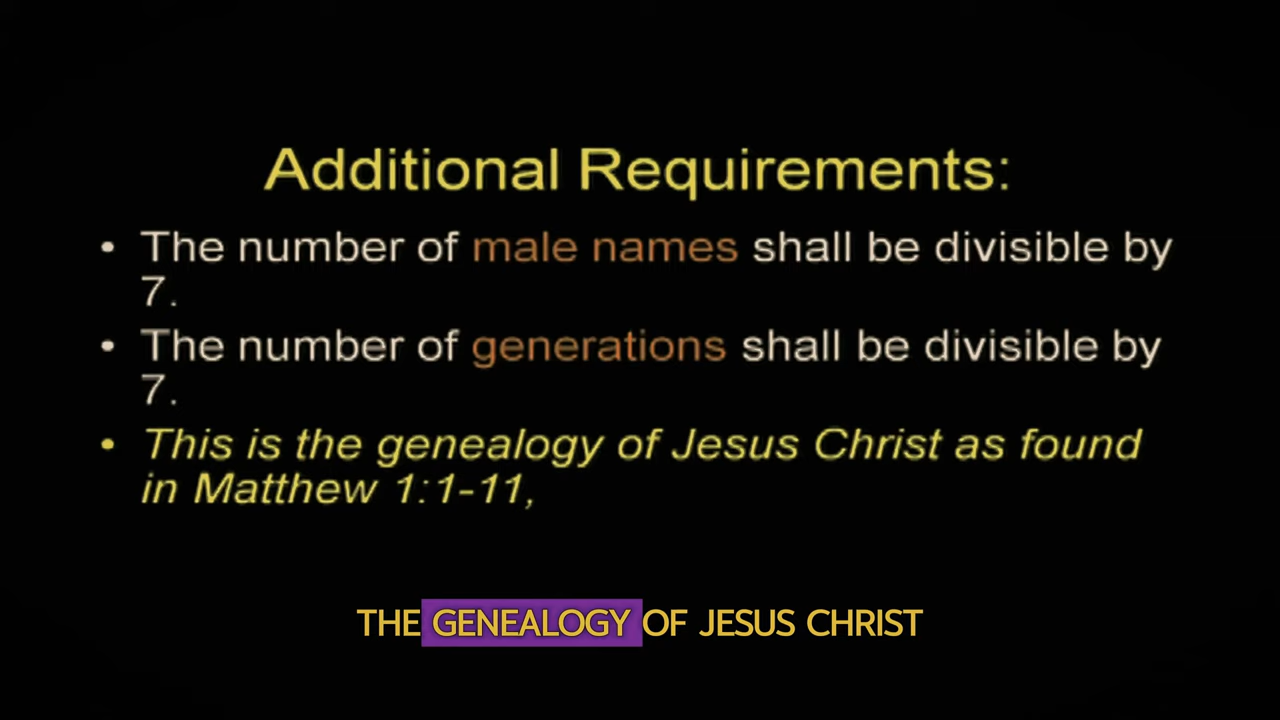 Additional Requirements:
• The number of male names shall be divisible by
7.
• The number of generations shall be divisible by
7.
• This is the genealogy of Jesus Christ as found
in Matthew 1:1-11,
THE GENEALOGY OF JESUS CHRIST